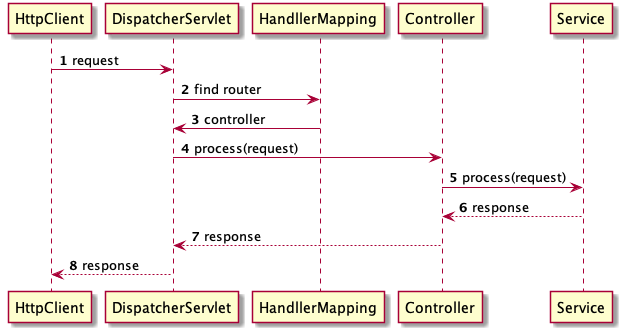 HttpClient DispatcherServlet HandllerMapping Controller Service
1 request
2 find router
3 controller
4 process(request)
5 process(request)
6 response
7 response
8 response
HttpClient DispatcherServlet HandllerMapping Controller Service